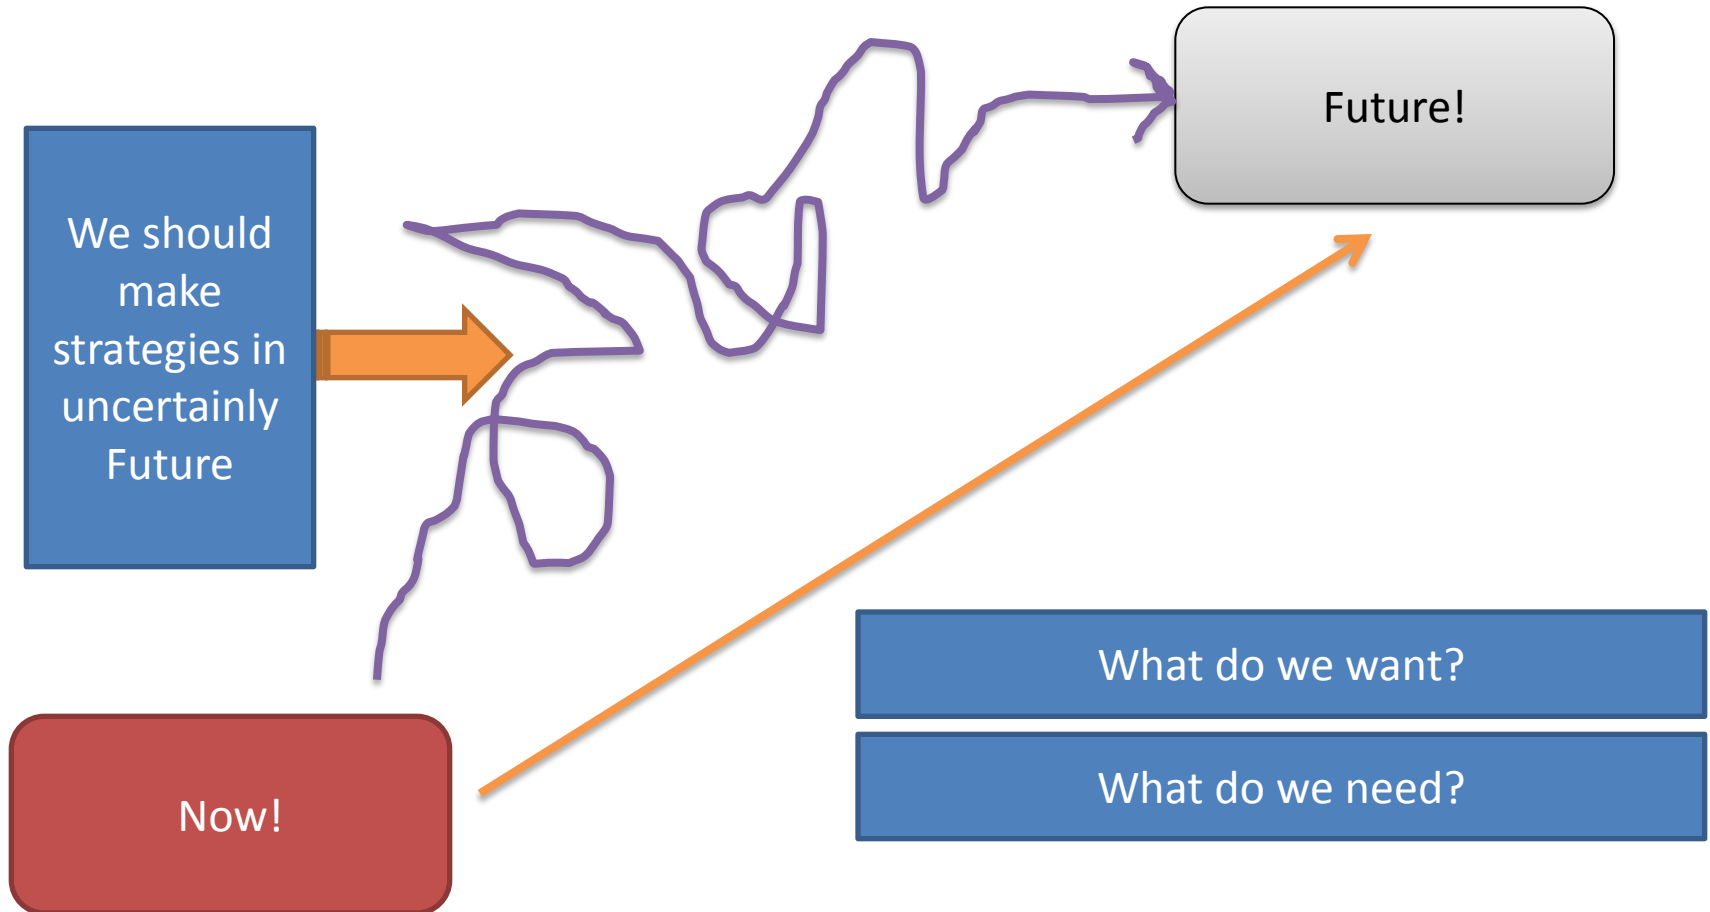 Future!
We should
make
strategies in
uncertainly
Future
What do we want?
What do we need?
Now!